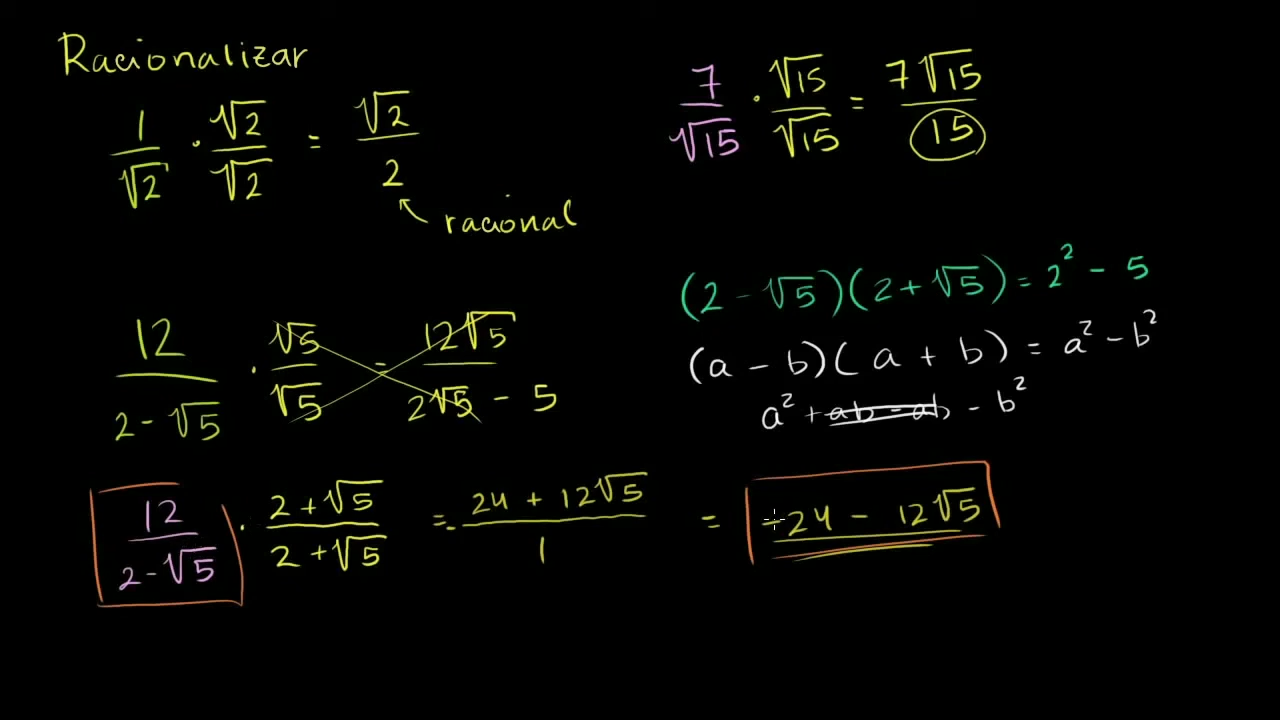 Racionalizar
1/√2 · √2/√2 = √2/2
racional
7/√15 · √15/√15 = 7√15/15
(2 - √5)(2 + √5) = 2² - 5
(a - b)(a + b) = a² - b²
a² + ab - ab - b²
12/(2 - √5) · √5/√5 = 12√5/(2√5 - 5)
12/(2 - √5) · (2 + √5)/(2 + √5) = - (24 + 12√5)/1 = -24 - 12√5